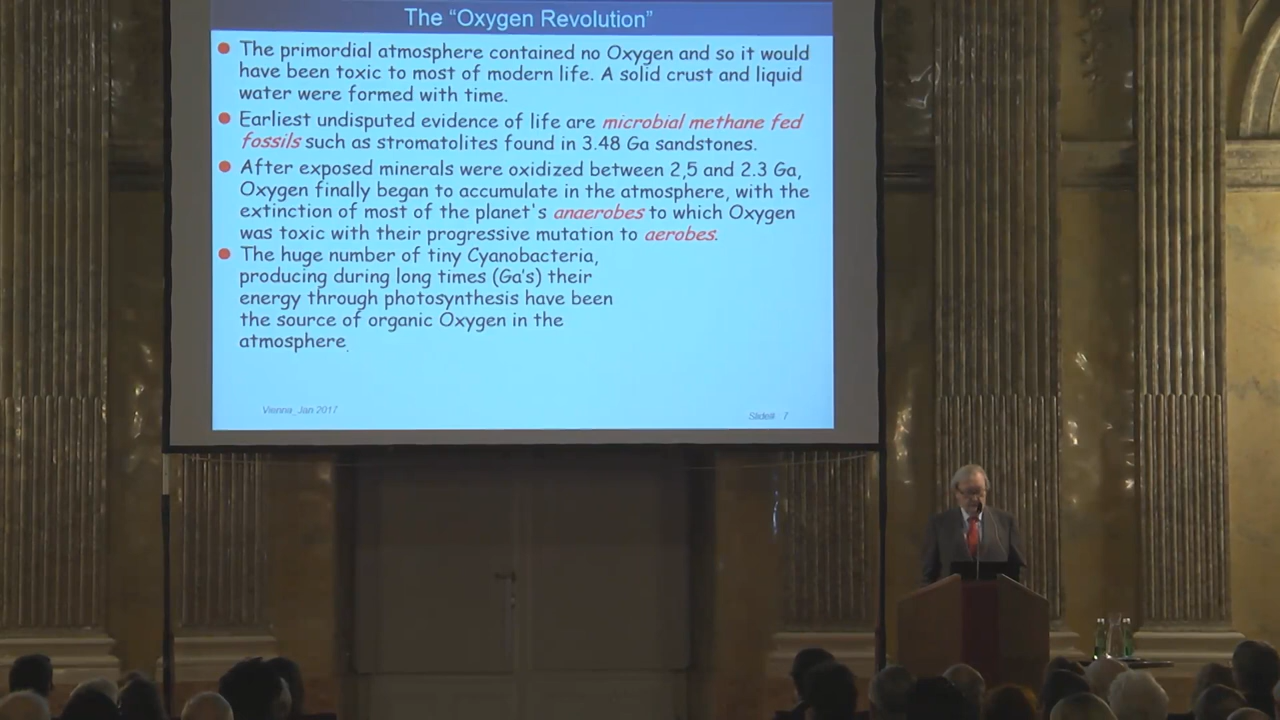 The “Oxygen Revolution”
The primordial atmosphere contained no Oxygen and so it would
have been toxic to most of modern life. A solid crust and liquid
water were formed with time.
Earliest undisputed evidence of life are microbial methane fed
fossils such as stromatolites found in 3.48 Ga sandstones.
After exposed minerals were oxidized between 2,5 and 2.3 Ga,
Oxygen finally began to accumulate in the atmosphere, with the
extinction of most of the planet's anaerobes to which Oxygen
was toxic with their progressive mutation to aerobes.
The huge number of tiny Cyanobacteria,
producing during long times (Ga's) their
energy through photosynthesis have been
the source of organic Oxygen in the
atmosphere.
Vienna_Jan 2017
Slide# 7